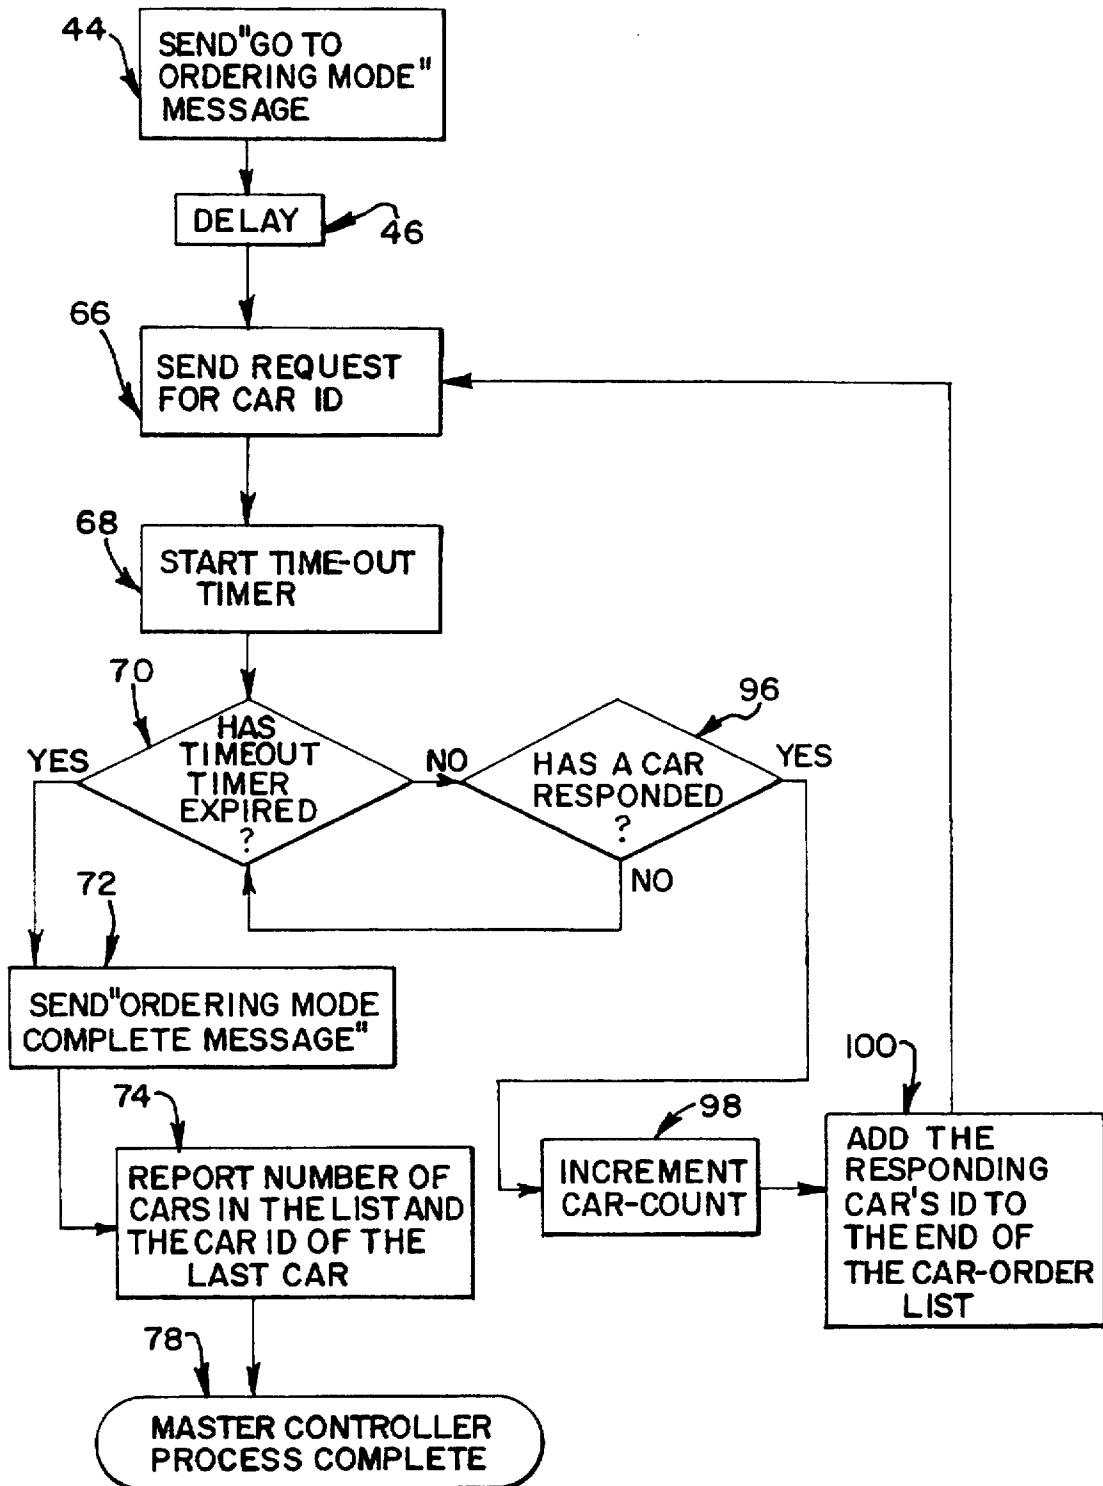 44
SEND"GO TO
ORDERING MODE"
MESSAGE
DELAY
46
66
SEND REQUEST
FOR CAR ID
68
START TIME-OUT
TIMER
70
HAS
TIMEOUT
TIMER
EXPIRED
?
YES
NO
96
HAS A CAR
RESPONDED
?
YES
NO
72
SEND"ORDERING MODE
COMPLETE MESSAGE"
74
REPORT NUMBER OF
CARS IN THE LIST AND
THE CAR ID OF THE
LAST CAR
98
INCREMENT
CAR-COUNT
100
ADD THE
RESPONDING
CAR'S ID TO
THE END OF
THE CAR-ORDER
LIST
78
MASTER CONTROLLER
PROCESS COMPLETE